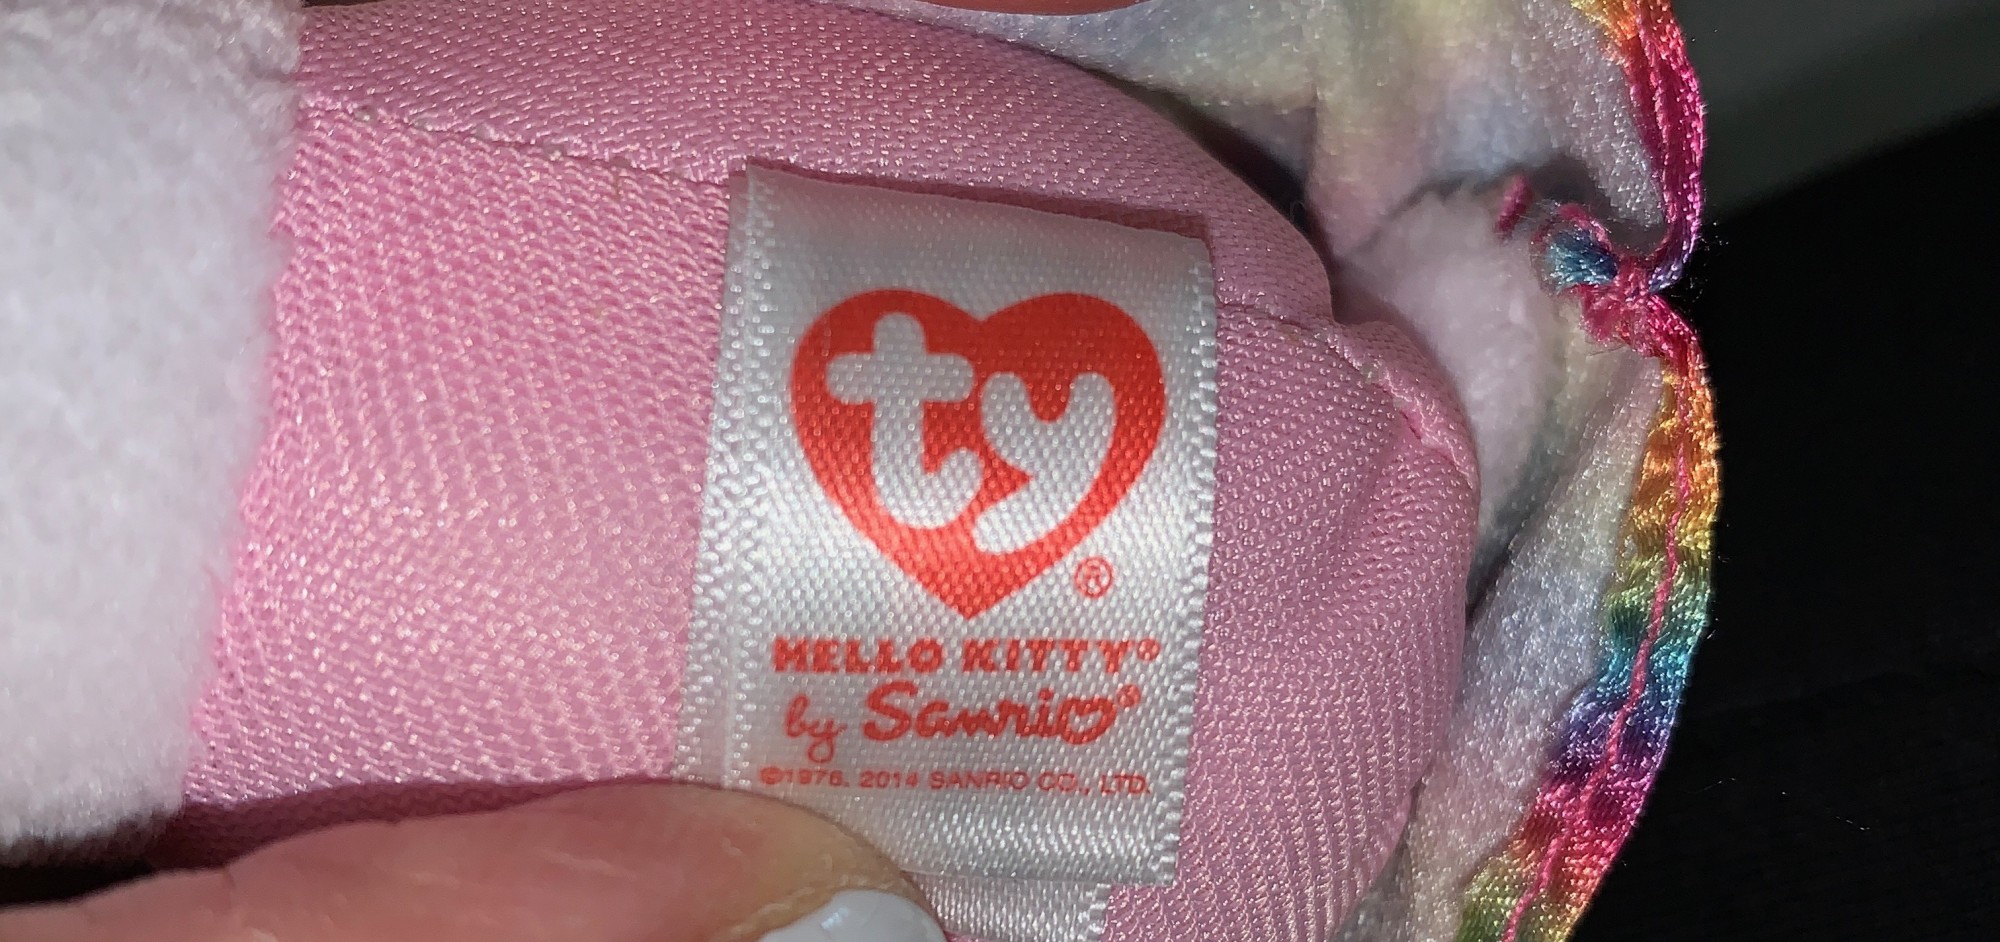 ty
®
HELLO KITTY®
by Sanrio®
©1976, 2014 SANRIO CO., LTD.